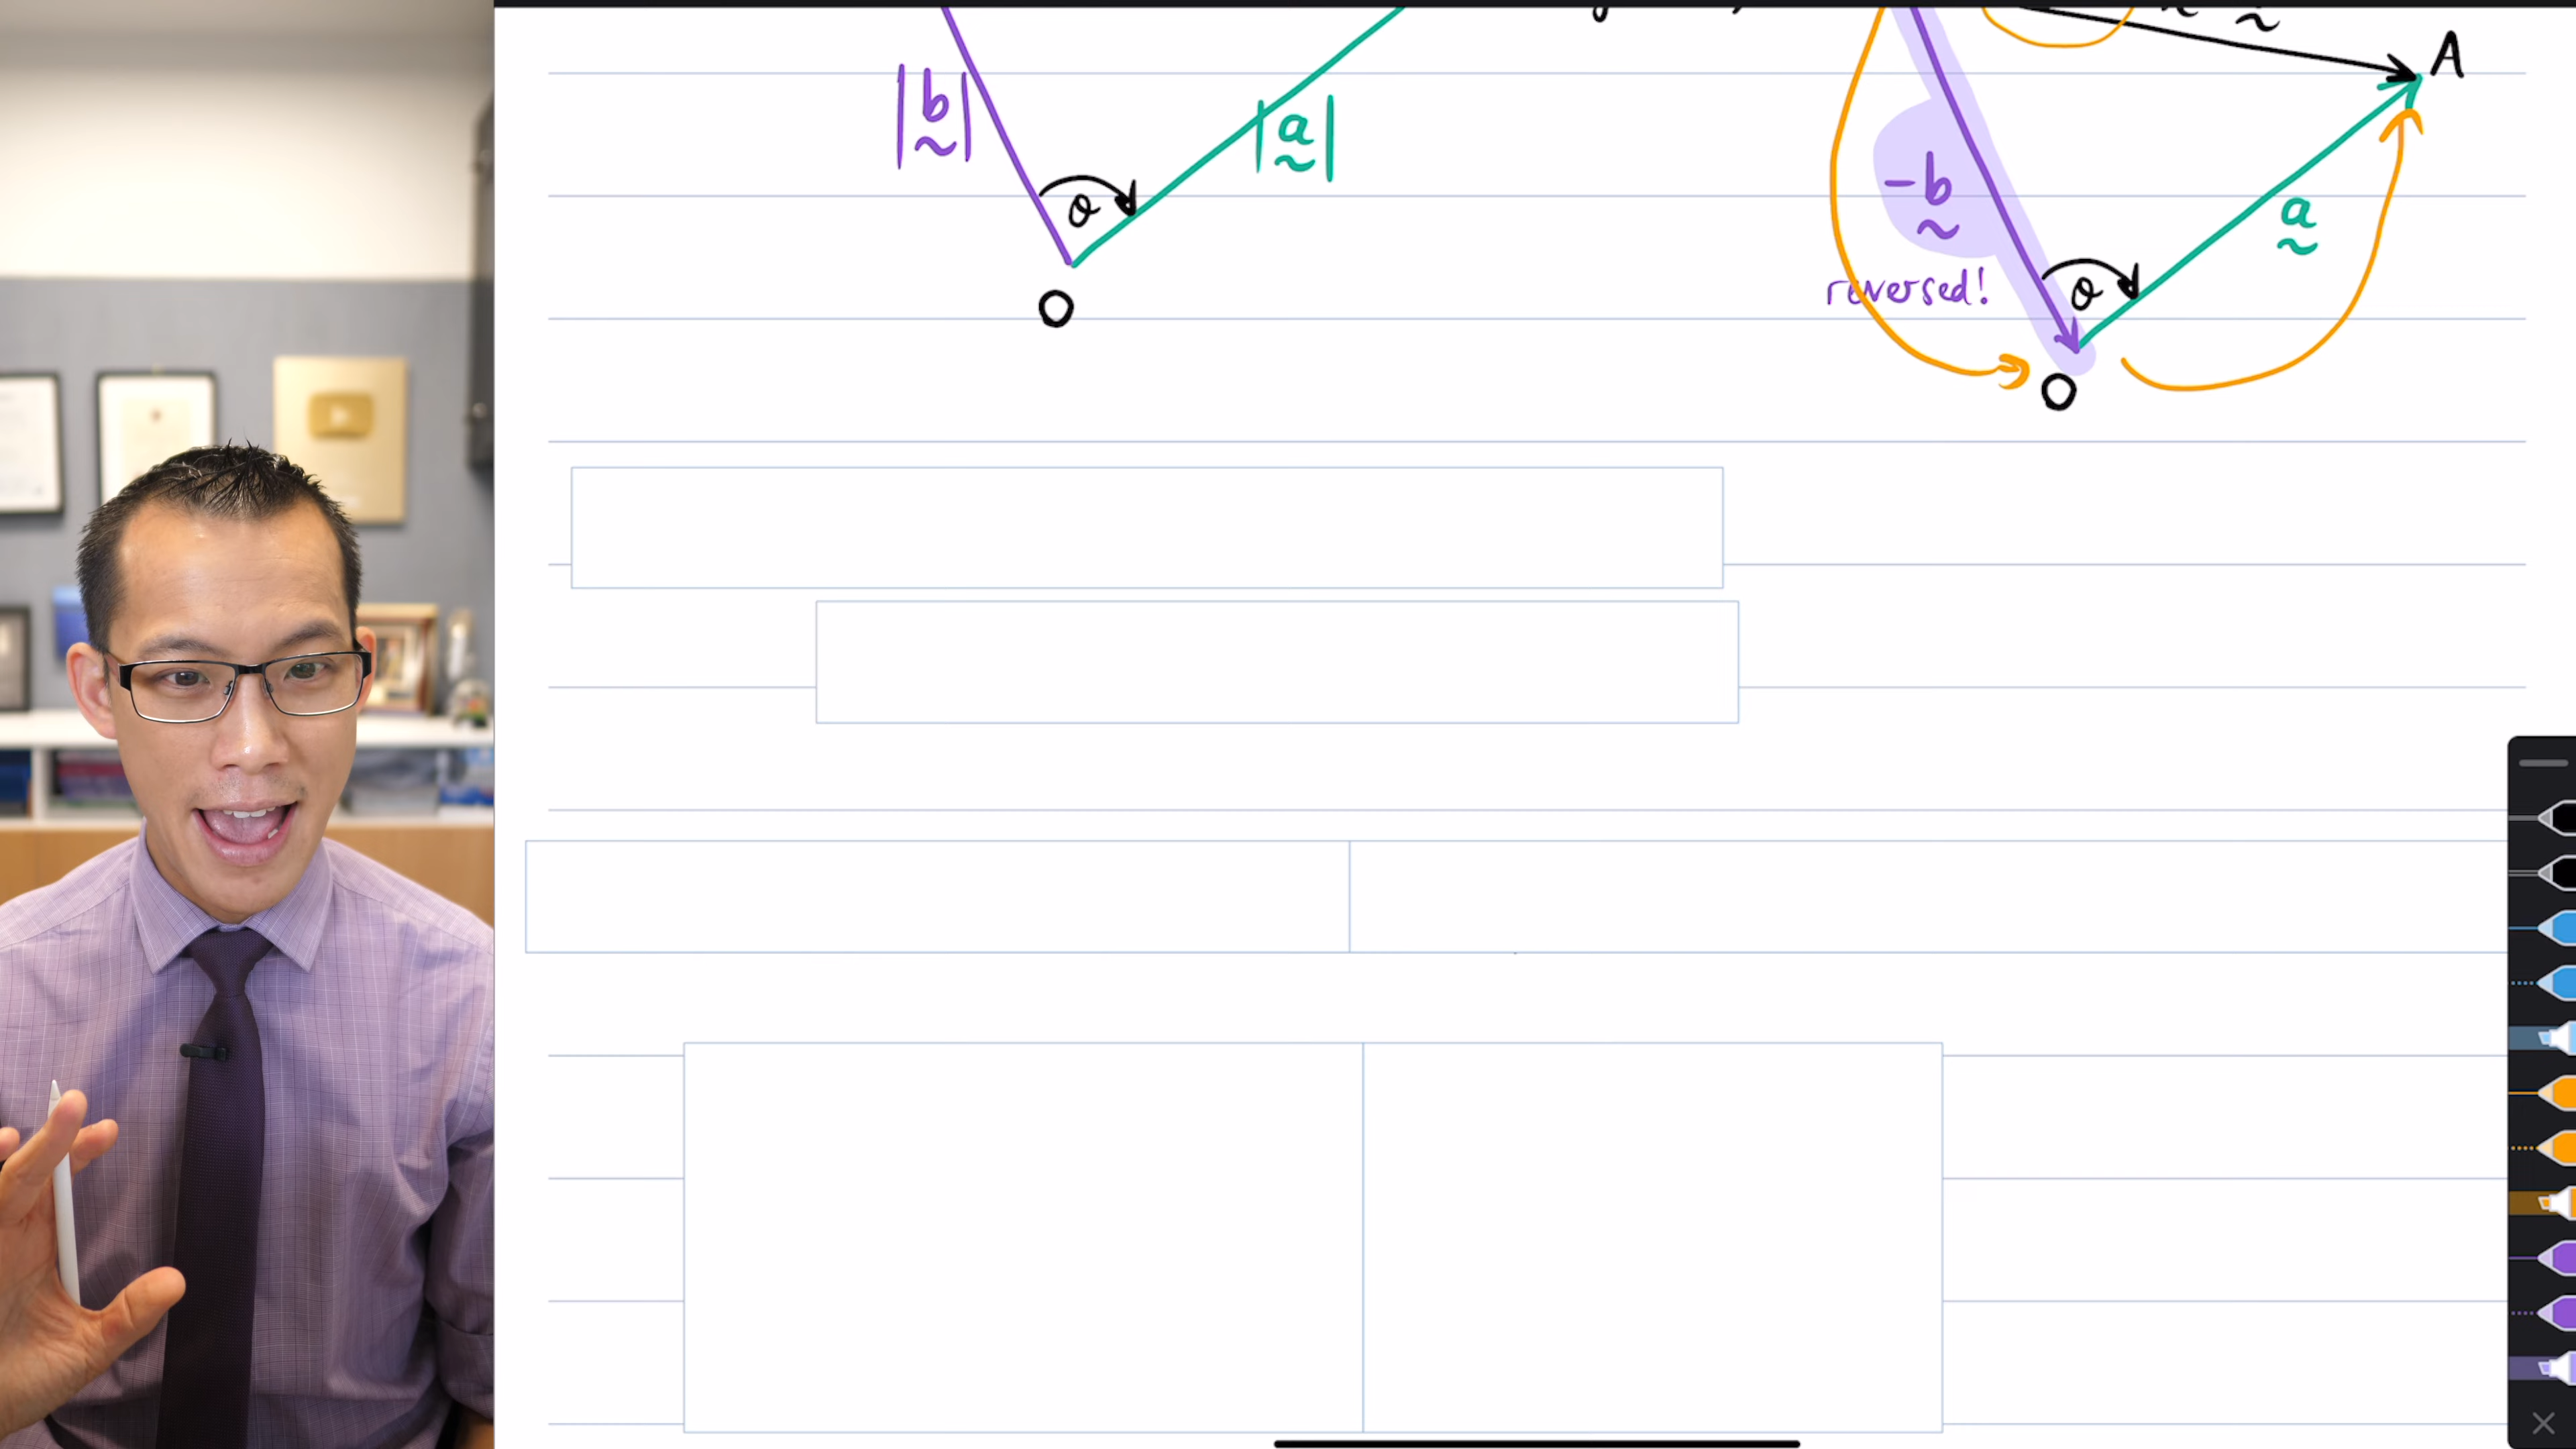 A
|b|
~
|a|
~
-b
~
a
~
θ
reversed!
θ
O
O